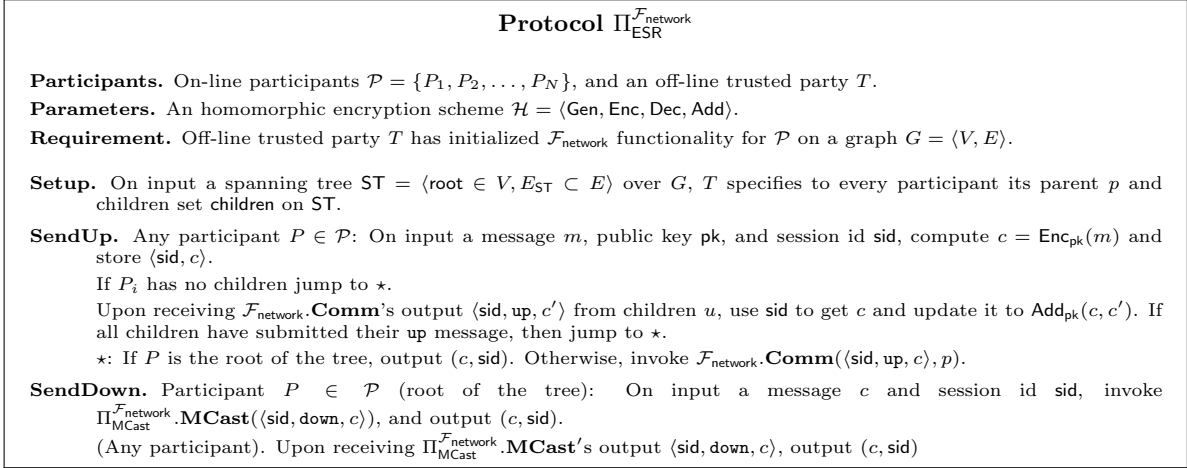 Protocol Π_ESR^{F_network}
Participants. On-line participants 𝒫 = {P₁, P₂, . . . , P_N}, and an off-line trusted party T.
Parameters. An homomorphic encryption scheme ℋ = ⟨Gen, Enc, Dec, Add⟩.
Requirement. Off-line trusted party T has initialized ℱ_network functionality for 𝒫 on a graph G = ⟨V, E⟩.
Setup. On input a spanning tree ST = ⟨root ∈ V, E_ST ⊂ E⟩ over G, T specifies to every participant its parent p and
children set children on ST.
SendUp. Any participant P ∈ 𝒫: On input a message m, public key pk, and session id sid, compute c = Enc_pk(m) and
store ⟨sid, c⟩.
If P_i has no children jump to ⋆.
Upon receiving ℱ_network.Comm's output ⟨sid, up, c′⟩ from children u, use sid to get c and update it to Add_pk(c, c′). If
all children have submitted their up message, then jump to ⋆.
⋆: If P is the root of the tree, output (c, sid). Otherwise, invoke ℱ_network.Comm(⟨sid, up, c⟩, p).
SendDown. Participant P ∈ 𝒫 (root of the tree): On input a message c and session id sid, invoke
Π_MCast^{ℱ_network}.MCast(⟨sid, down, c⟩), and output (c, sid).
(Any participant). Upon receiving Π_MCast^{ℱ_network}.MCast's output ⟨sid, down, c⟩, output (c, sid)